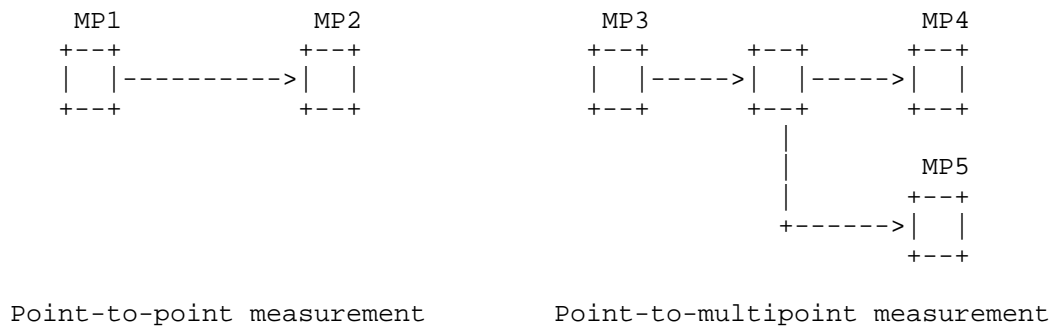 MP1 MP2 MP3 MP4
MP5
Point-to-point measurement Point-to-multipoint measurement